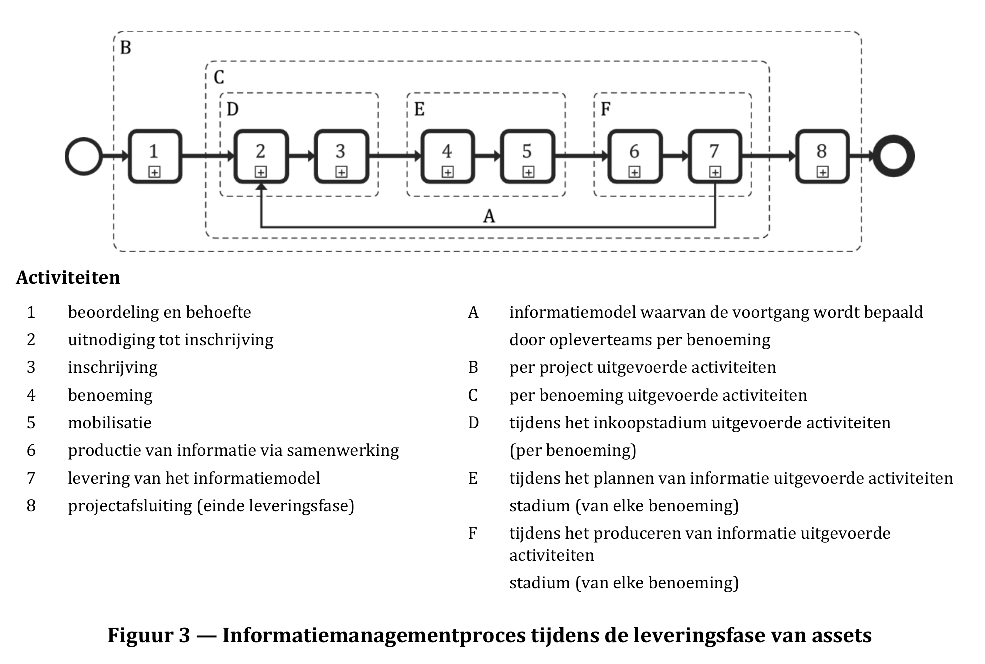 B
C
D
E
F
1
2
3
4
5
6
7
8
A
Activiteiten
1 beoordeling en behoefte
2 uitnodiging tot inschrijving
3 inschrijving
4 benoeming
5 mobilisatie
6 productie van informatie via samenwerking
7 levering van het informatiemodel
8 projectafsluiting (einde leveringsfase)
A informatiemodel waarvan de voortgang wordt bepaald
door opleverteams per benoeming
B per project uitgevoerde activiteiten
C per benoeming uitgevoerde activiteiten
D tijdens het inkoopstadium uitgevoerde activiteiten
(per benoeming)
E tijdens het plannen van informatie uitgevoerde activiteiten
stadium (van elke benoeming)
F tijdens het produceren van informatie uitgevoerde
activiteiten
stadium (van elke benoeming)
Figuur 3 — Informatiemanagementproces tijdens de leveringsfase van assets